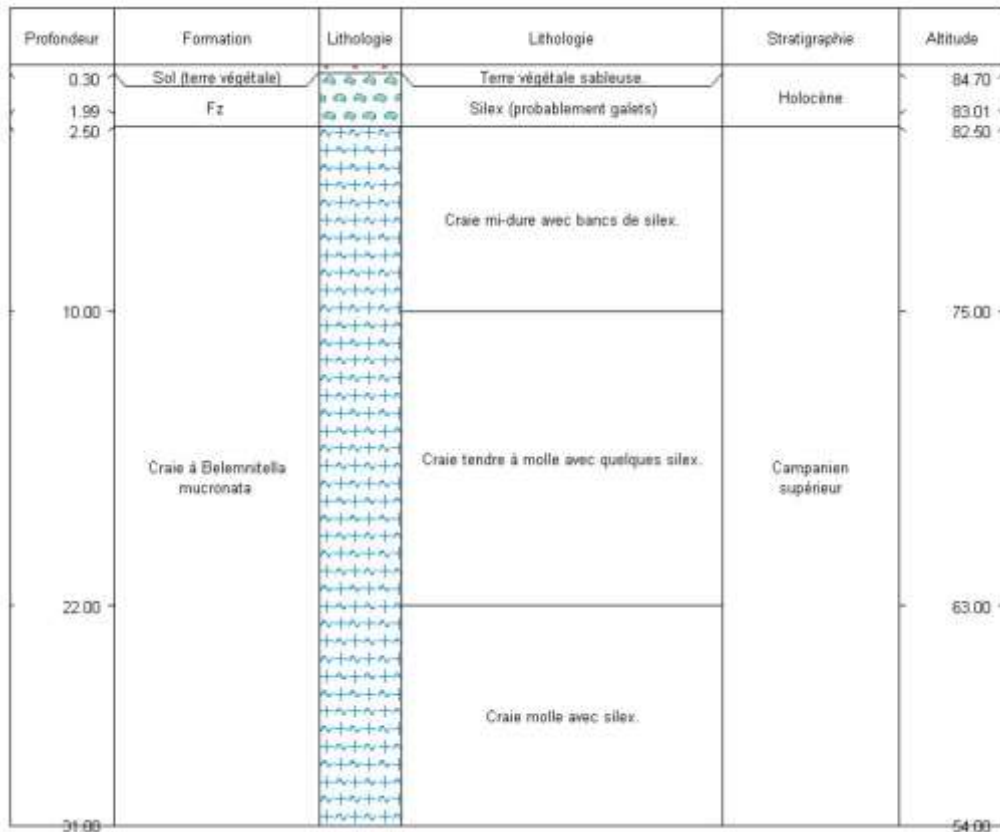 Profondeur Formation Lithologie Lithologie Stratigraphie Altitude
0.30 Sol (terre végétale) Terre végétale sableuse. 84.70
Holocène
1.99 Fz Silex (probablement galets) 83.01
2.50 82.50
Craie mi-dure avec bancs de silex.
10.00 75.00
Craie tendre à molle avec quelques silex.
Craie à Belemnitella Campanien
mucronata supérieur
22.00 63.00
Craie molle avec silex.
31.00 54.00